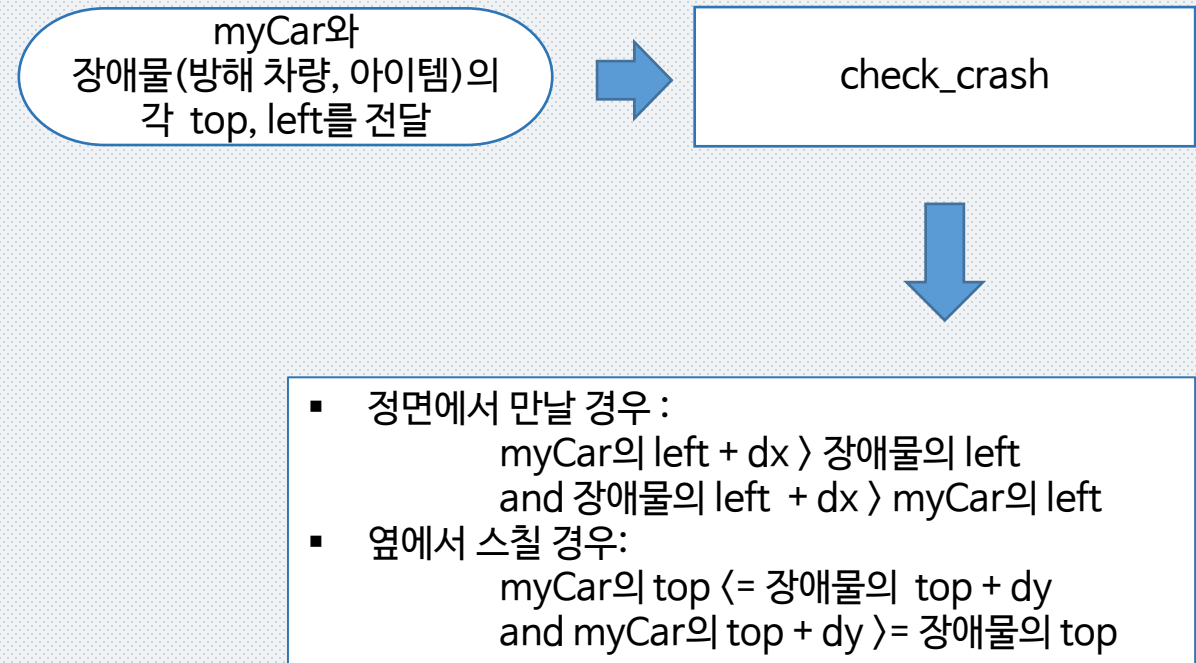 myCar와
장애물(방해 차량, 아이템)의
각 top, left를 전달
check_crash
▪ 정면에서 만날 경우 :
myCar의 left + dx > 장애물의 left
and 장애물의 left + dx > myCar의 left
▪ 옆에서 스칠 경우:
myCar의 top <= 장애물의 top + dy
and myCar의 top + dy >= 장애물의 top